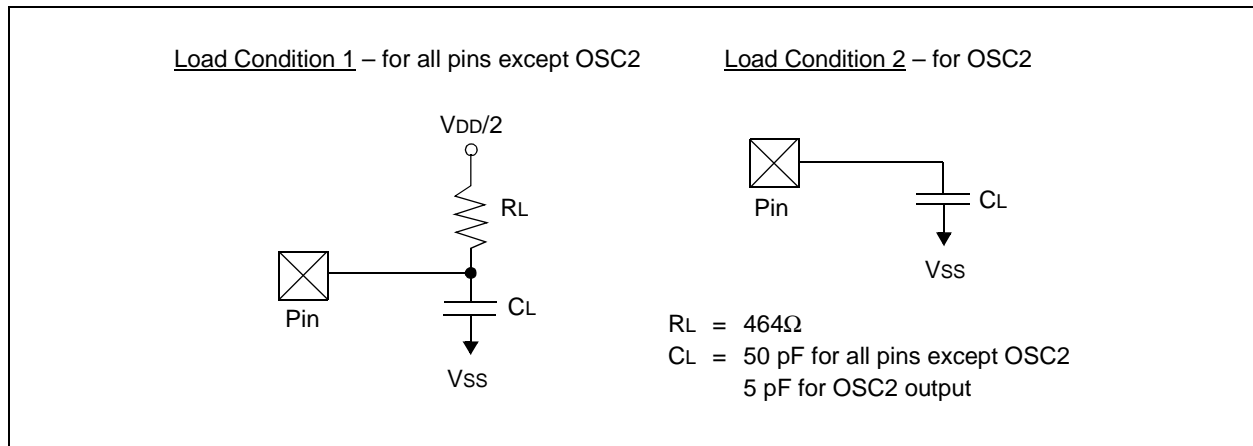 Load Condition 1 – for all pins except OSC2
VDD/2
RL
Pin
CL
VSS
Load Condition 2 – for OSC2
Pin
CL
VSS
RL = 464Ω
CL = 50 pF for all pins except OSC2
5 pF for OSC2 output